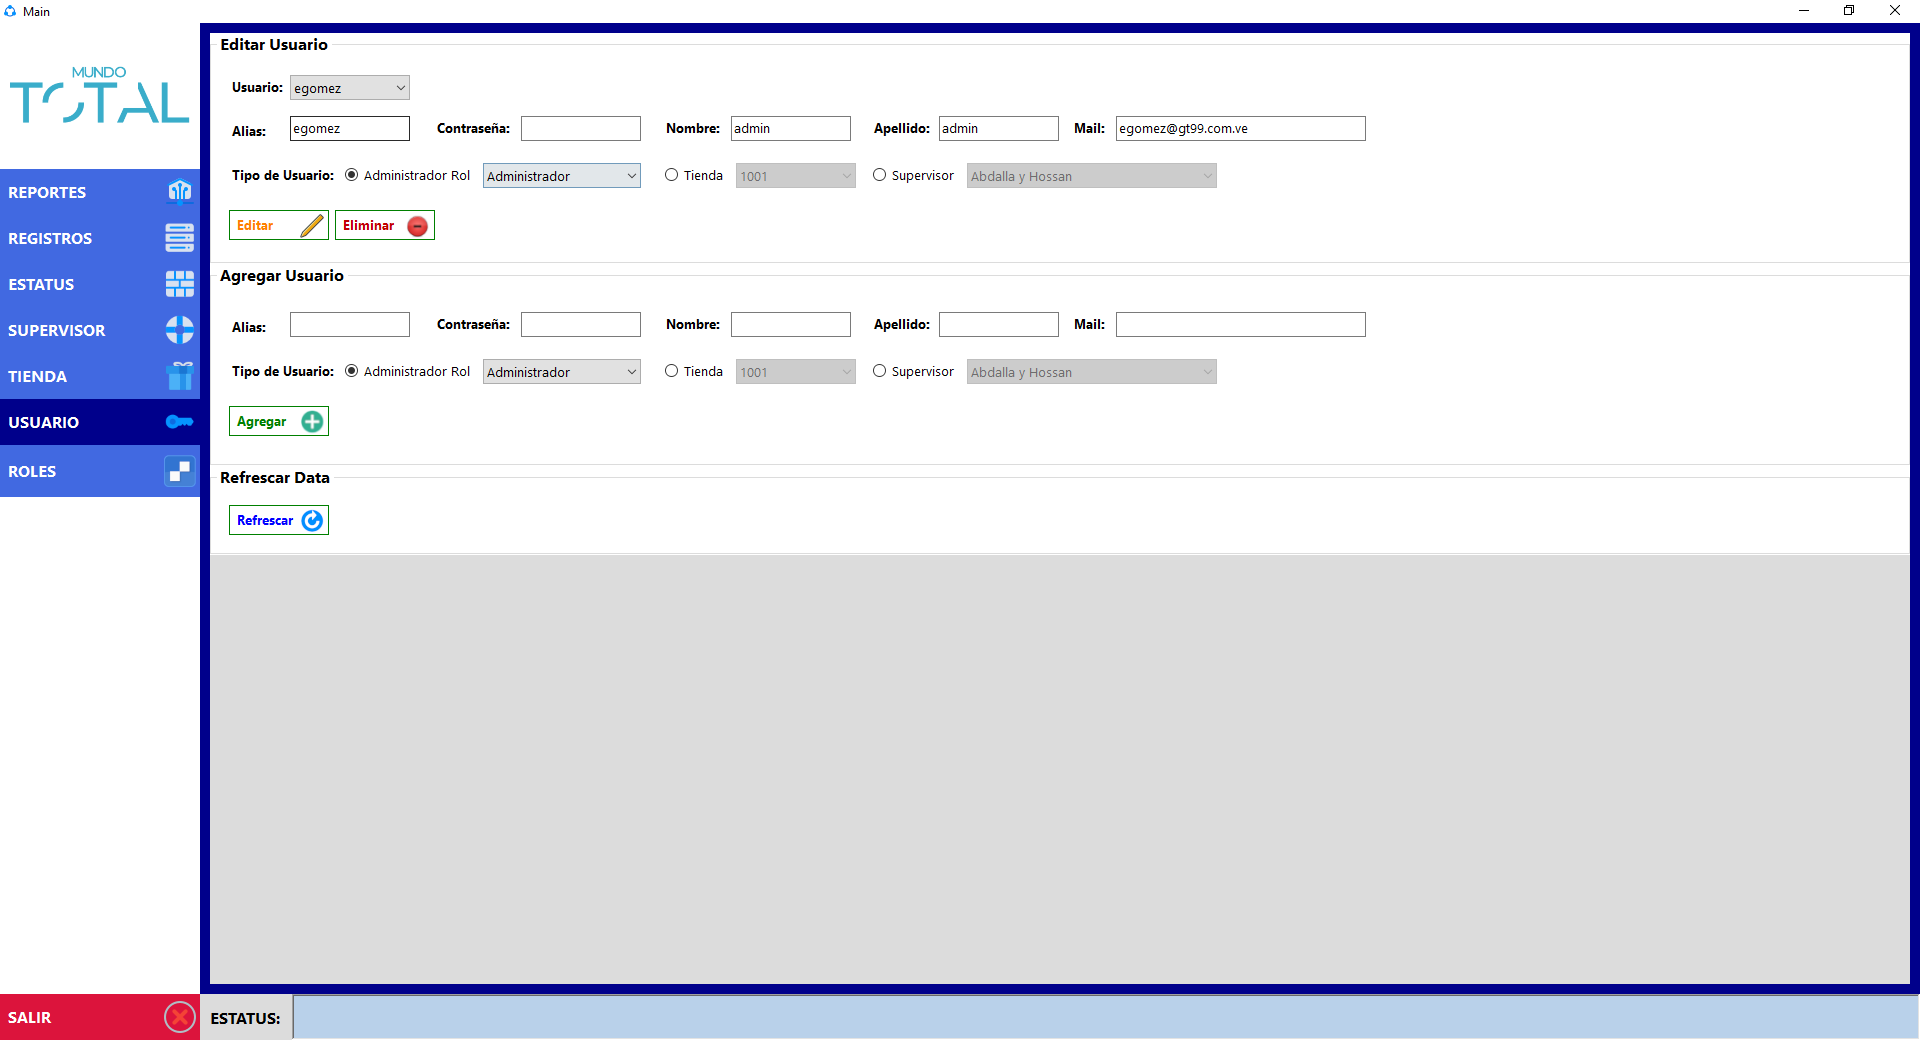 Main
MUNDO
TOTAL
REPORTES
REGISTROS
ESTATUS
SUPERVISOR
TIENDA
USUARIO
ROLES
SALIR
Editar Usuario
Usuario: egomez
Alias: egomez Contraseña: Nombre: admin Apellido: admin Mail: egomez@gt99.com.ve
Tipo de Usuario: Administrador Rol Administrador Tienda 1001 Supervisor Abdalla y Hossan
Editar Eliminar
Agregar Usuario
Alias: Contraseña: Nombre: Apellido: Mail:
Tipo de Usuario: Administrador Rol Administrador Tienda 1001 Supervisor Abdalla y Hossan
Agregar
Refrescar Data
Refrescar
ESTATUS: